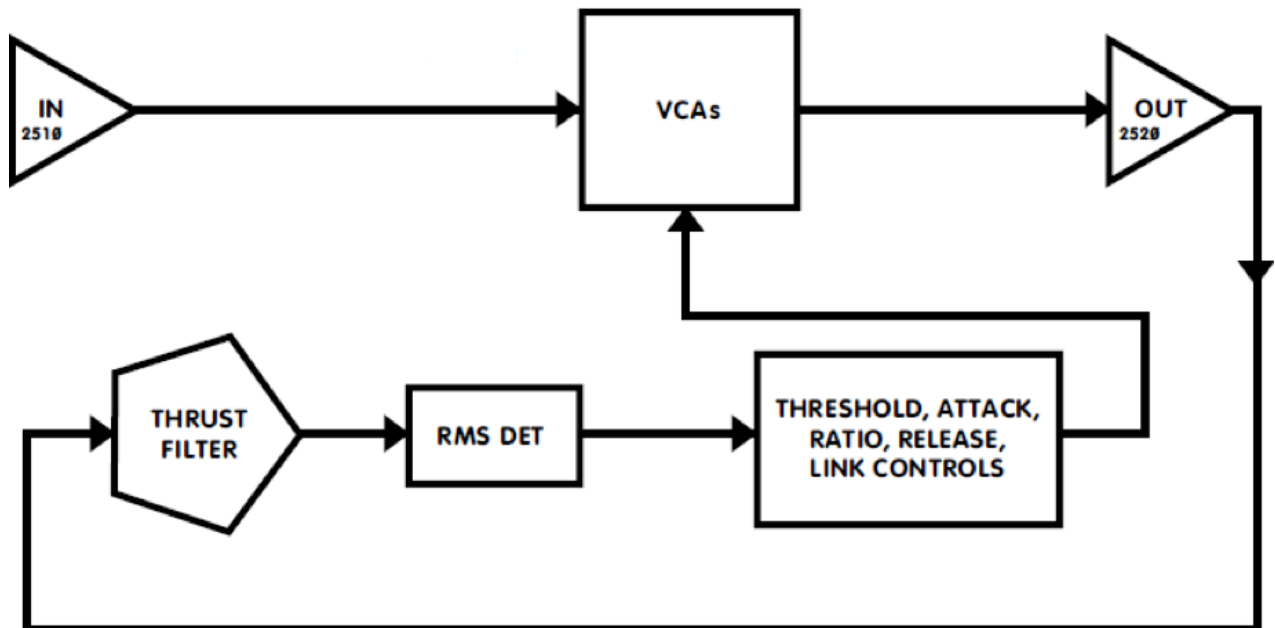 IN
2510
VCAs
OUT
2520
THRUST
FILTER
RMS DET
THRESHOLD, ATTACK,
RATIO, RELEASE,
LINK CONTROLS